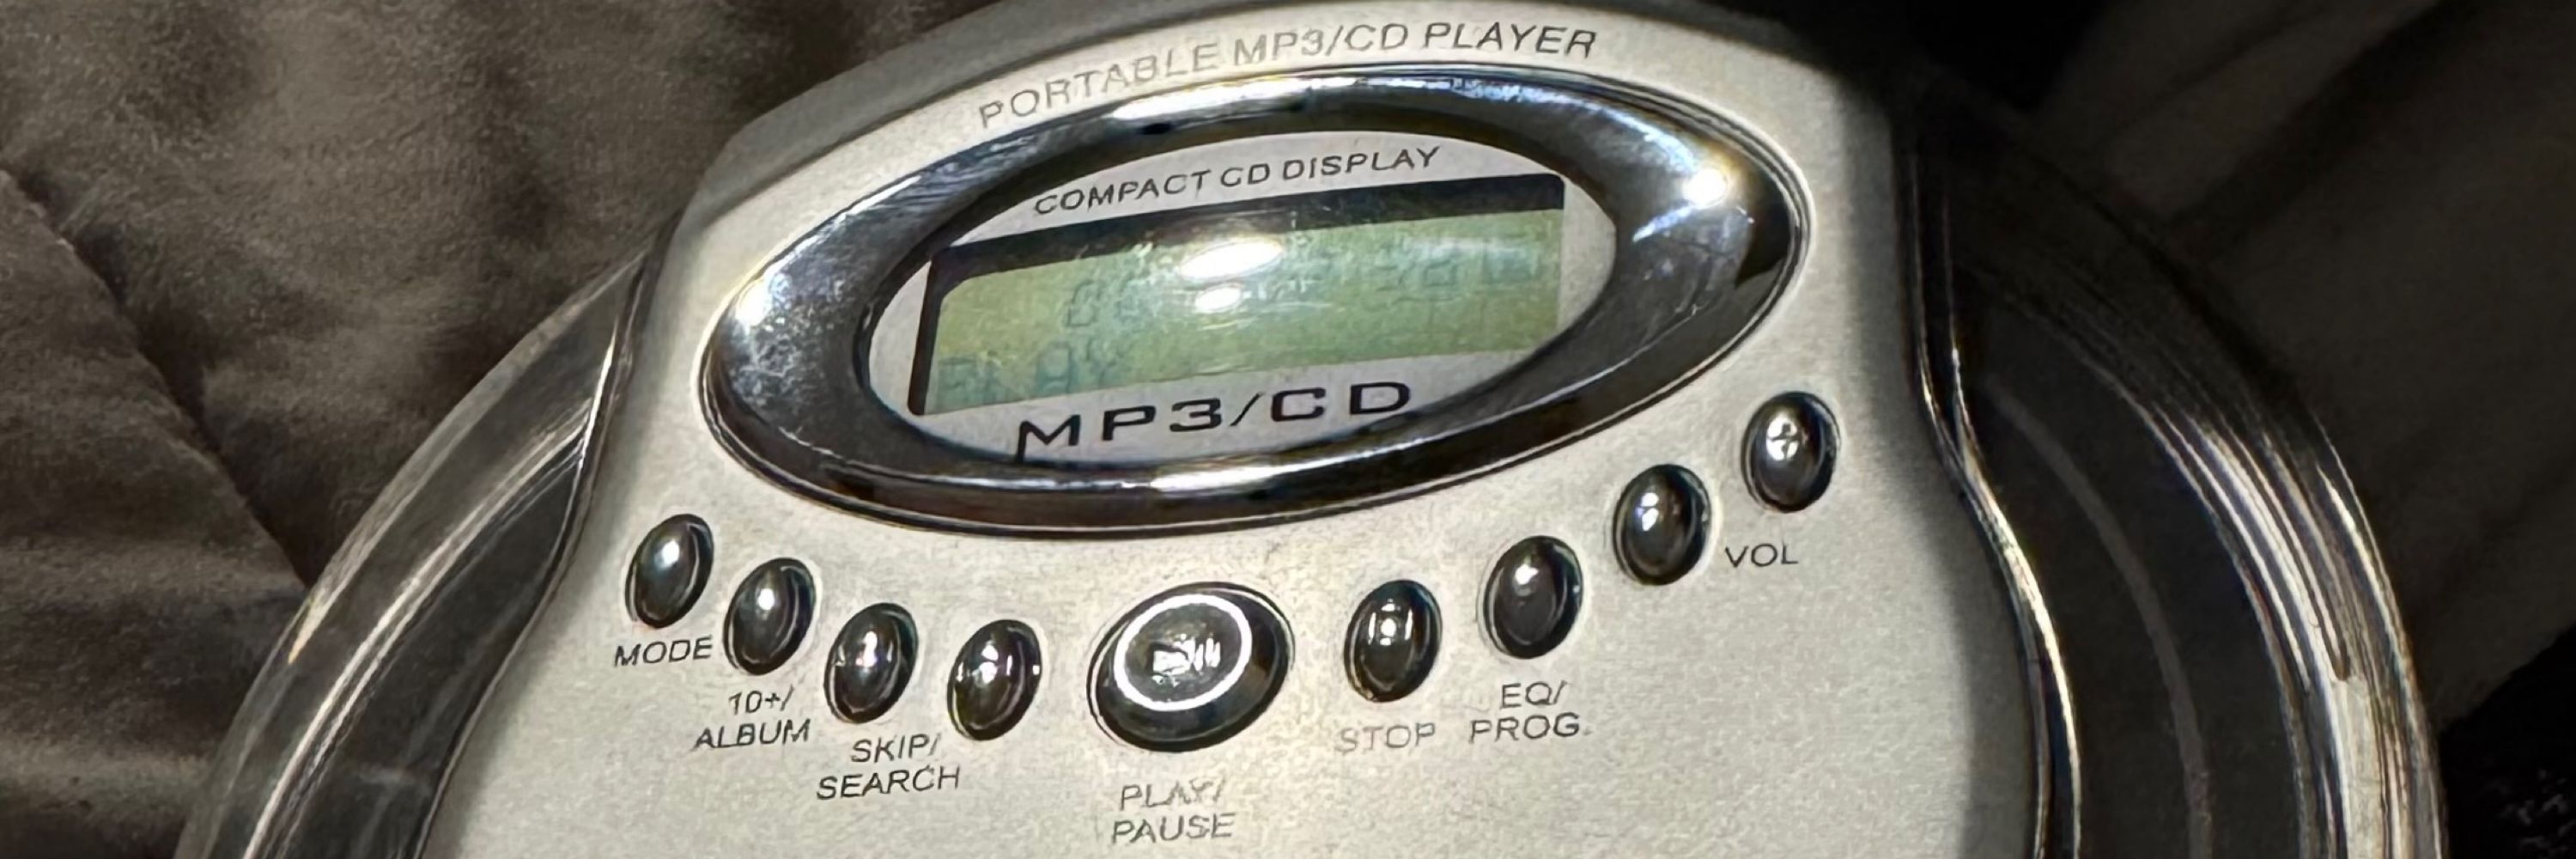 PORTABLE MP3/CD PLAYER
COMPACT CD DISPLAY
PLAY
MP3/CD
MODE
10+/
ALBUM
SKIP/
SEARCH
PLAY/
PAUSE
STOP
EQ/
PROG.
VOL
+